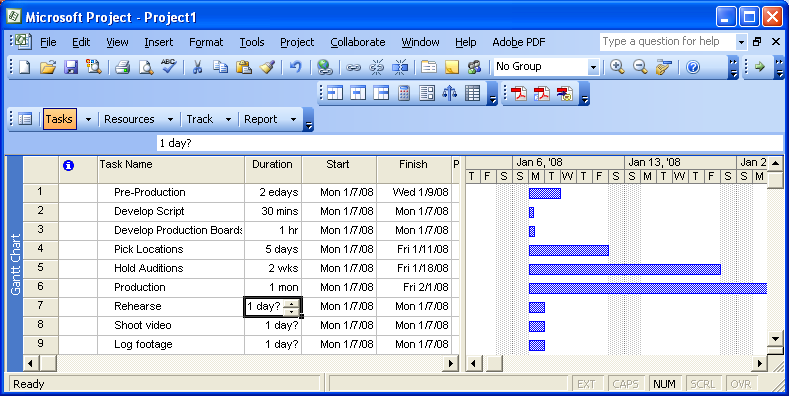 Microsoft Project - Project1
File Edit View Insert Format Tools Project Collaborate Window Help Adobe PDF Type a question for help
No Group
Tasks Resources Track Report
1 day?
Task Name Duration Start Finish P Jan 6, '08 Jan 13, '08 Jan 2
T F S S M T W T F S S M T W T F S S M
1 Pre-Production 2 edays Mon 1/7/08 Wed 1/9/08
2 Develop Script 30 mins Mon 1/7/08 Mon 1/7/08
3 Develop Production Boards 1 hr Mon 1/7/08 Mon 1/7/08
4 Pick Locations 5 days Mon 1/7/08 Fri 1/11/08
5 Hold Auditions 2 wks Mon 1/7/08 Fri 1/18/08
6 Production 1 mon Mon 1/7/08 Fri 2/1/08
7 Rehearse 1 day? Mon 1/7/08 Mon 1/7/08
8 Shoot video 1 day? Mon 1/7/08 Mon 1/7/08
9 Log footage 1 day? Mon 1/7/08 Mon 1/7/08
Gantt Chart
Ready EXT CAPS NUM SCRL OVR